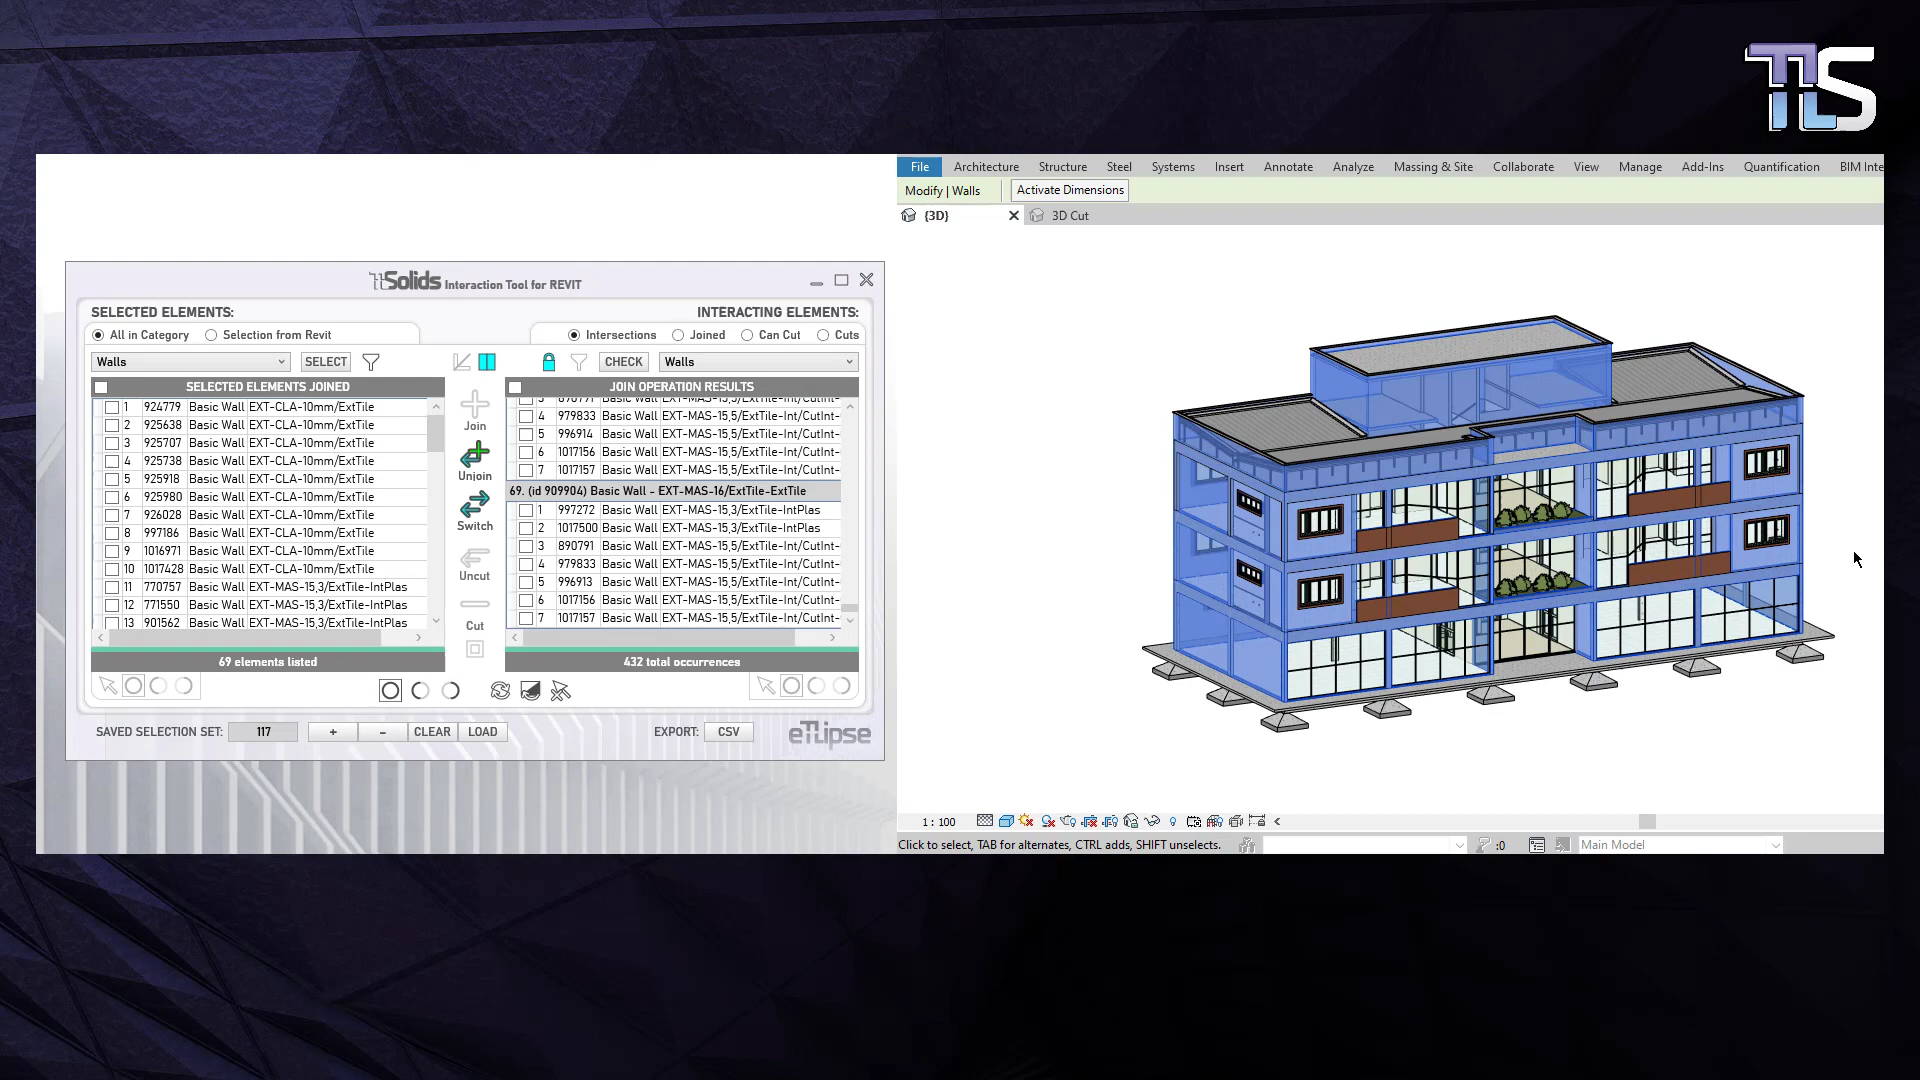 TTLS
TTSolids Interaction Tool for REVIT
SELECTED ELEMENTS:
INTERACTING ELEMENTS:
All in Category
Selection from Revit
Intersections
Joined
Can Cut
Cuts
Walls
SELECT
CHECK
Walls
SELECTED ELEMENTS JOINED
1 924779 Basic Wall EXT-CLA-10mm/ExtTile
2 925638 Basic Wall EXT-CLA-10mm/ExtTile
3 925707 Basic Wall EXT-CLA-10mm/ExtTile
4 925738 Basic Wall EXT-CLA-10mm/ExtTile
5 925918 Basic Wall EXT-CLA-10mm/ExtTile
6 925980 Basic Wall EXT-CLA-10mm/ExtTile
7 926028 Basic Wall EXT-CLA-10mm/ExtTile
8 997186 Basic Wall EXT-CLA-10mm/ExtTile
9 1016971 Basic Wall EXT-CLA-10mm/ExtTile
10 1017428 Basic Wall EXT-CLA-10mm/ExtTile
11 770757 Basic Wall EXT-MAS-15,3/ExtTile-IntPlas
12 771550 Basic Wall EXT-MAS-15,3/ExtTile-IntPlas
13 901562 Basic Wall EXT-MAS-15,3/ExtTile-IntPlas
69 elements listed
Join
Unjoin
Switch
Uncut
Cut
JOIN OPERATION RESULTS
3 890791 Basic Wall EXT-MAS-15,5/ExtTile-Int/CutInt-
4 979833 Basic Wall EXT-MAS-15,5/ExtTile-Int/CutInt-
5 996914 Basic Wall EXT-MAS-15,5/ExtTile-Int/CutInt-
6 1017156 Basic Wall EXT-MAS-15,5/ExtTile-Int/CutInt-
7 1017157 Basic Wall EXT-MAS-15,5/ExtTile-Int/CutInt-
69. (id 909904) Basic Wall - EXT-MAS-16/ExtTile-ExtTile
1 997272 Basic Wall EXT-MAS-15,3/ExtTile-IntPlas
2 1017500 Basic Wall EXT-MAS-15,3/ExtTile-IntPlas
3 890791 Basic Wall EXT-MAS-15,5/ExtTile-Int/CutInt-
4 979833 Basic Wall EXT-MAS-15,5/ExtTile-Int/CutInt-
5 996913 Basic Wall EXT-MAS-15,5/ExtTile-Int/CutInt-
6 1017156 Basic Wall EXT-MAS-15,5/ExtTile-Int/CutInt-
7 1017157 Basic Wall EXT-MAS-15,5/ExtTile-Int/CutInt-
432 total occurrences
SAVED SELECTION SET: 117 + - CLEAR LOAD
EXPORT: CSV
eTLipse
File Architecture Structure Steel Systems Insert Annotate Analyze Massing & Site Collaborate View Manage Add-Ins Quantification BIM Inte
Modify | Walls
Activate Dimensions
{3D}
3D Cut
1 : 100
Click to select, TAB for alternates, CTRL adds, SHIFT unselects.
:0
Main Model